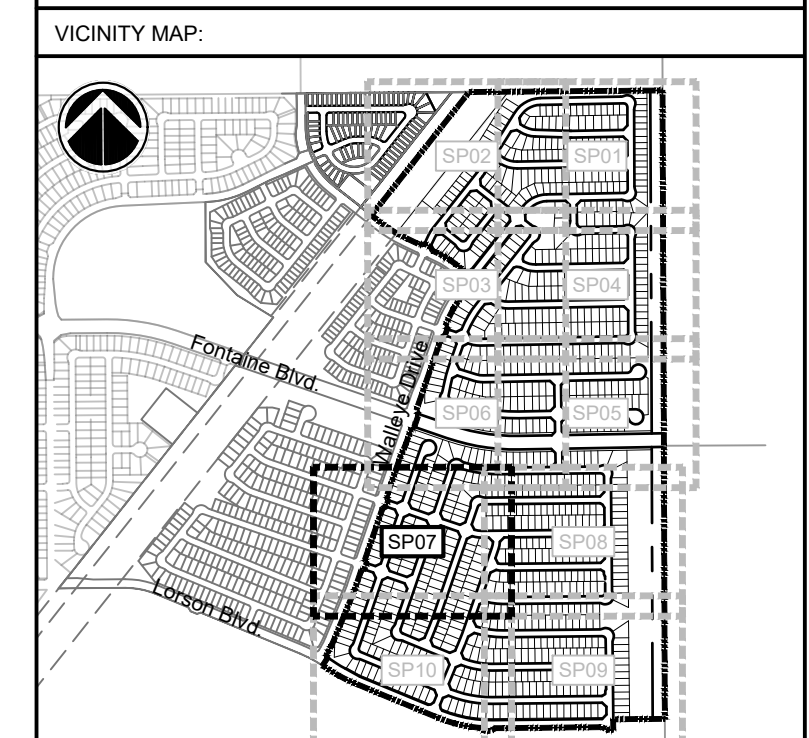 VICINITY MAP:
SP02
SP01
SP03
SP04
Fontaine Blvd.
Walleye Drive
SP06
SP05
SP07
SP08
Lorson Blvd.
SP10
SP09